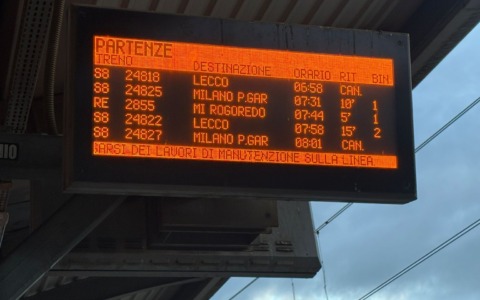 PARTENZE
TRENO DESTINAZIONE ORARIO RIT BIN
S8 24818 LECCO 06:58 CAN.
S8 24825 MILANO P.GAR 07:31 10' 1
RE 2855 MI ROGOREDO 07:44 5' 1
S8 24822 LECCO 07:58 15' 2
S8 24827 MILANO P.GAR 08:01 CAN.
ARSI DEI LAVORI DI MANUTENZIONE SULLA LINEA